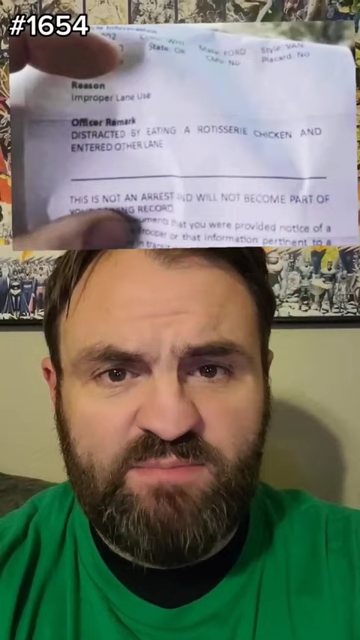 #1654
State: OR Make: FORD Style: VAN
CMV: No Placard: NO
Reason
Improper Lane Use
Officer Remark
DISTRACTED BY EATING A ROTISSERIE CHICKEN AND
ENTERED OTHER LANE
THIS IS NOT AN ARREST AND WILL NOT BECOME PART OF
RECORD
that you were provided notice of a
trooper or that information pertinent to a